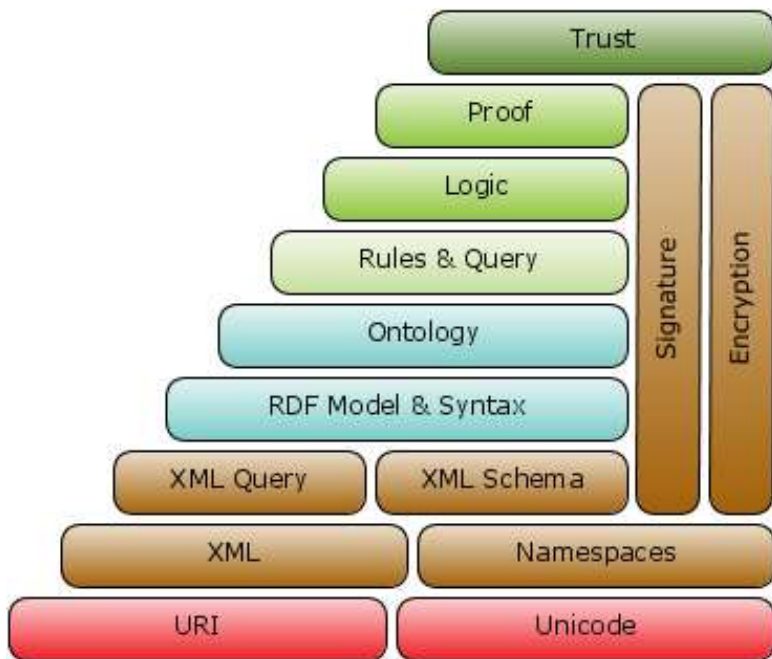 Trust
Proof
Logic
Rules & Query
Ontology
RDF Model & Syntax
Signature
Encryption
XML Query
XML Schema
XML
Namespaces
URI
Unicode